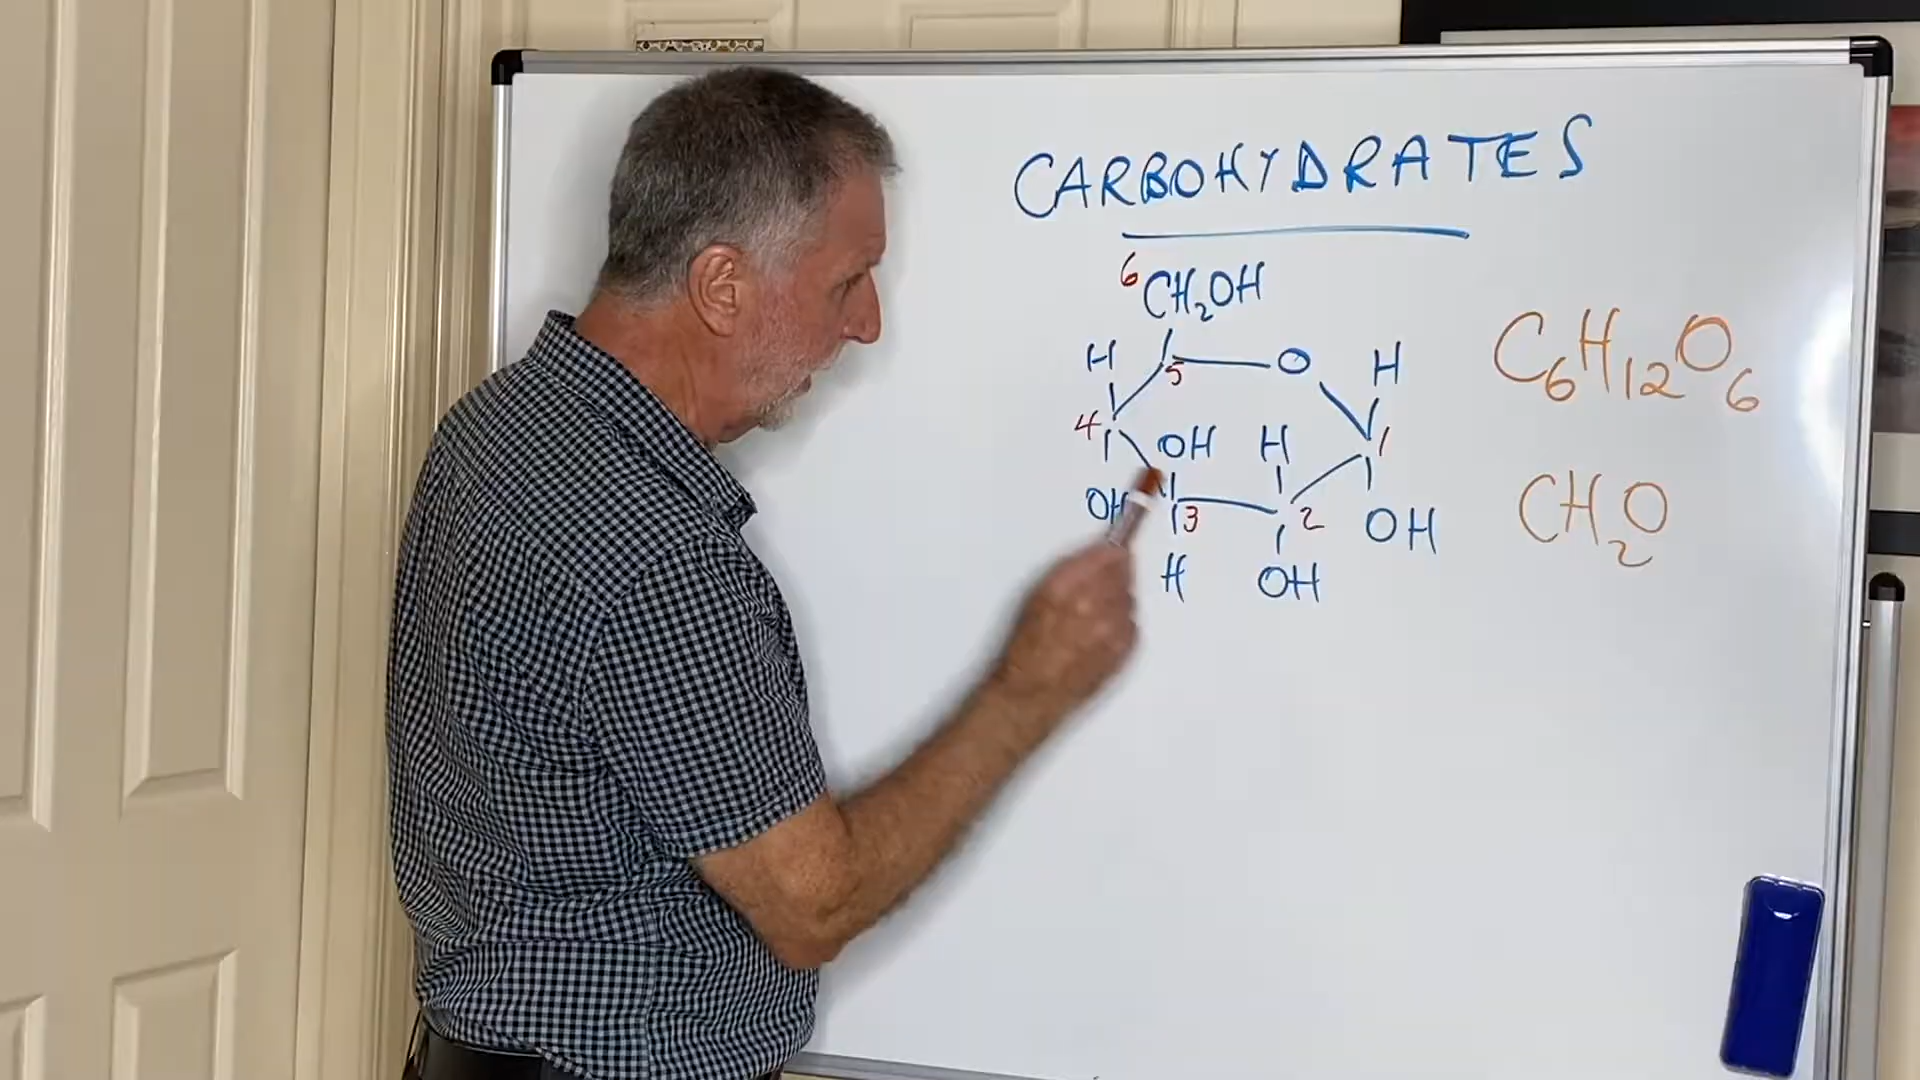 CARBOHYDRATES
6 CH₂OH
H 5 O H
4 OH H 1
OH 3 2 OH
H OH
C₆H₁₂O₆
CH₂O